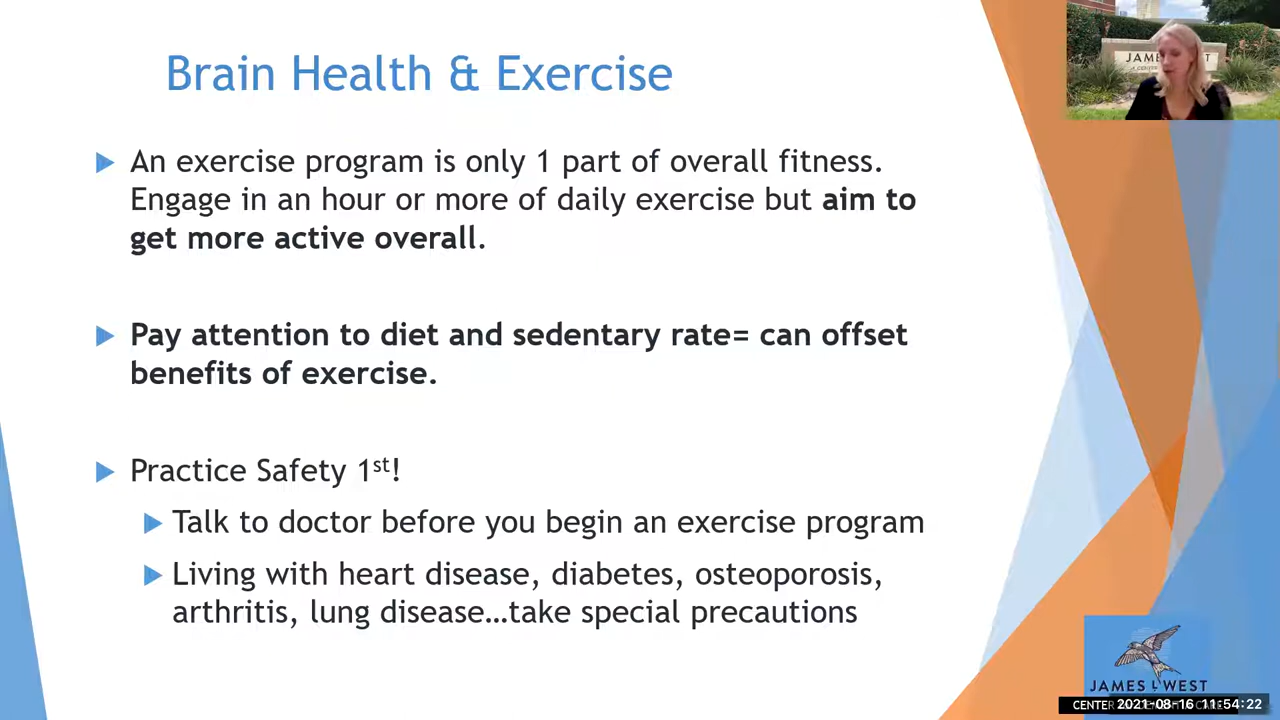 Brain Health & Exercise
An exercise program is only 1 part of overall fitness.
Engage in an hour or more of daily exercise but aim to
get more active overall.
Pay attention to diet and sedentary rate= can offset
benefits of exercise.
Practice Safety 1st!
Talk to doctor before you begin an exercise program
Living with heart disease, diabetes, osteoporosis,
arthritis, lung disease…take special precautions
JAMES L WEST
CENTER
2021-08-16 11:54:22